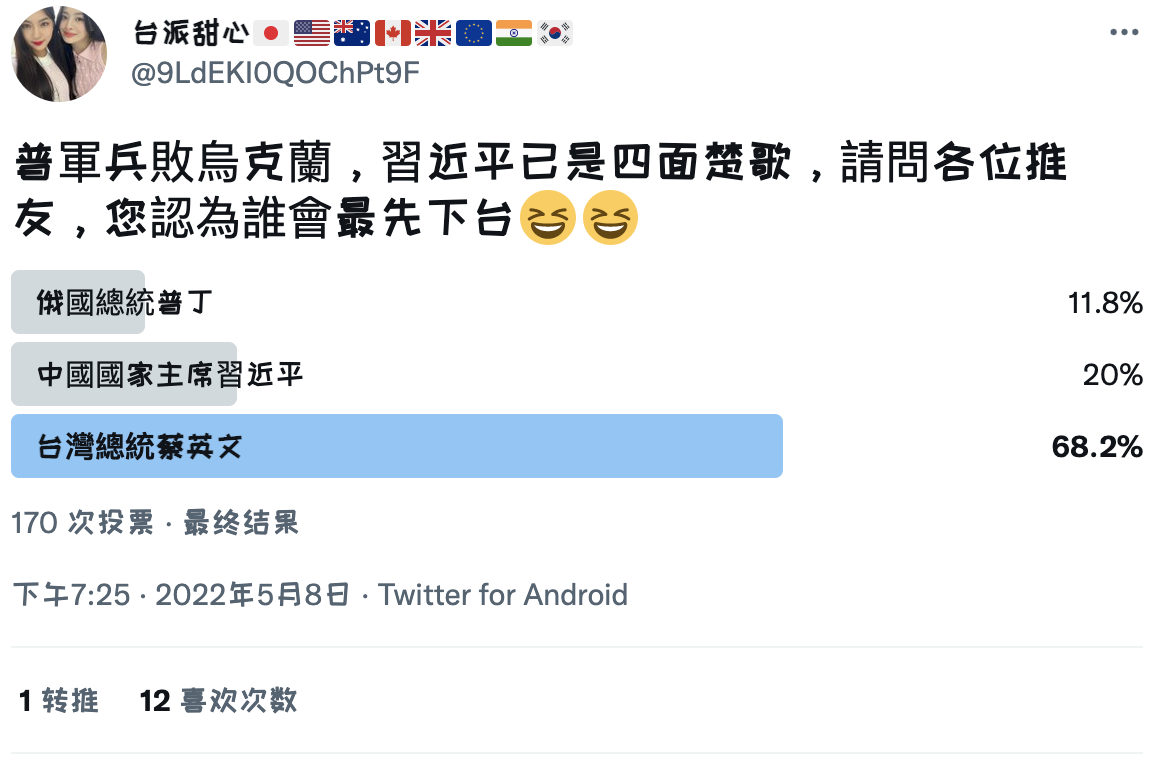 台派甜心🇯🇵🇺🇸🇦🇺🇨🇦🇬🇧🇪🇺🇮🇳🇰🇷
@9LdEKI0QOChPt9F
普軍兵敗烏克蘭，習近平已是四面楚歌，請問各位推
友，您認為誰會最先下台😆😆
俄國總統普丁 11.8%
中國國家主席習近平 20%
台灣總統蔡英文 68.2%
170 次投票 · 最终结果
下午7:25 · 2022年5月8日 · Twitter for Android
1 转推 12 喜欢次数